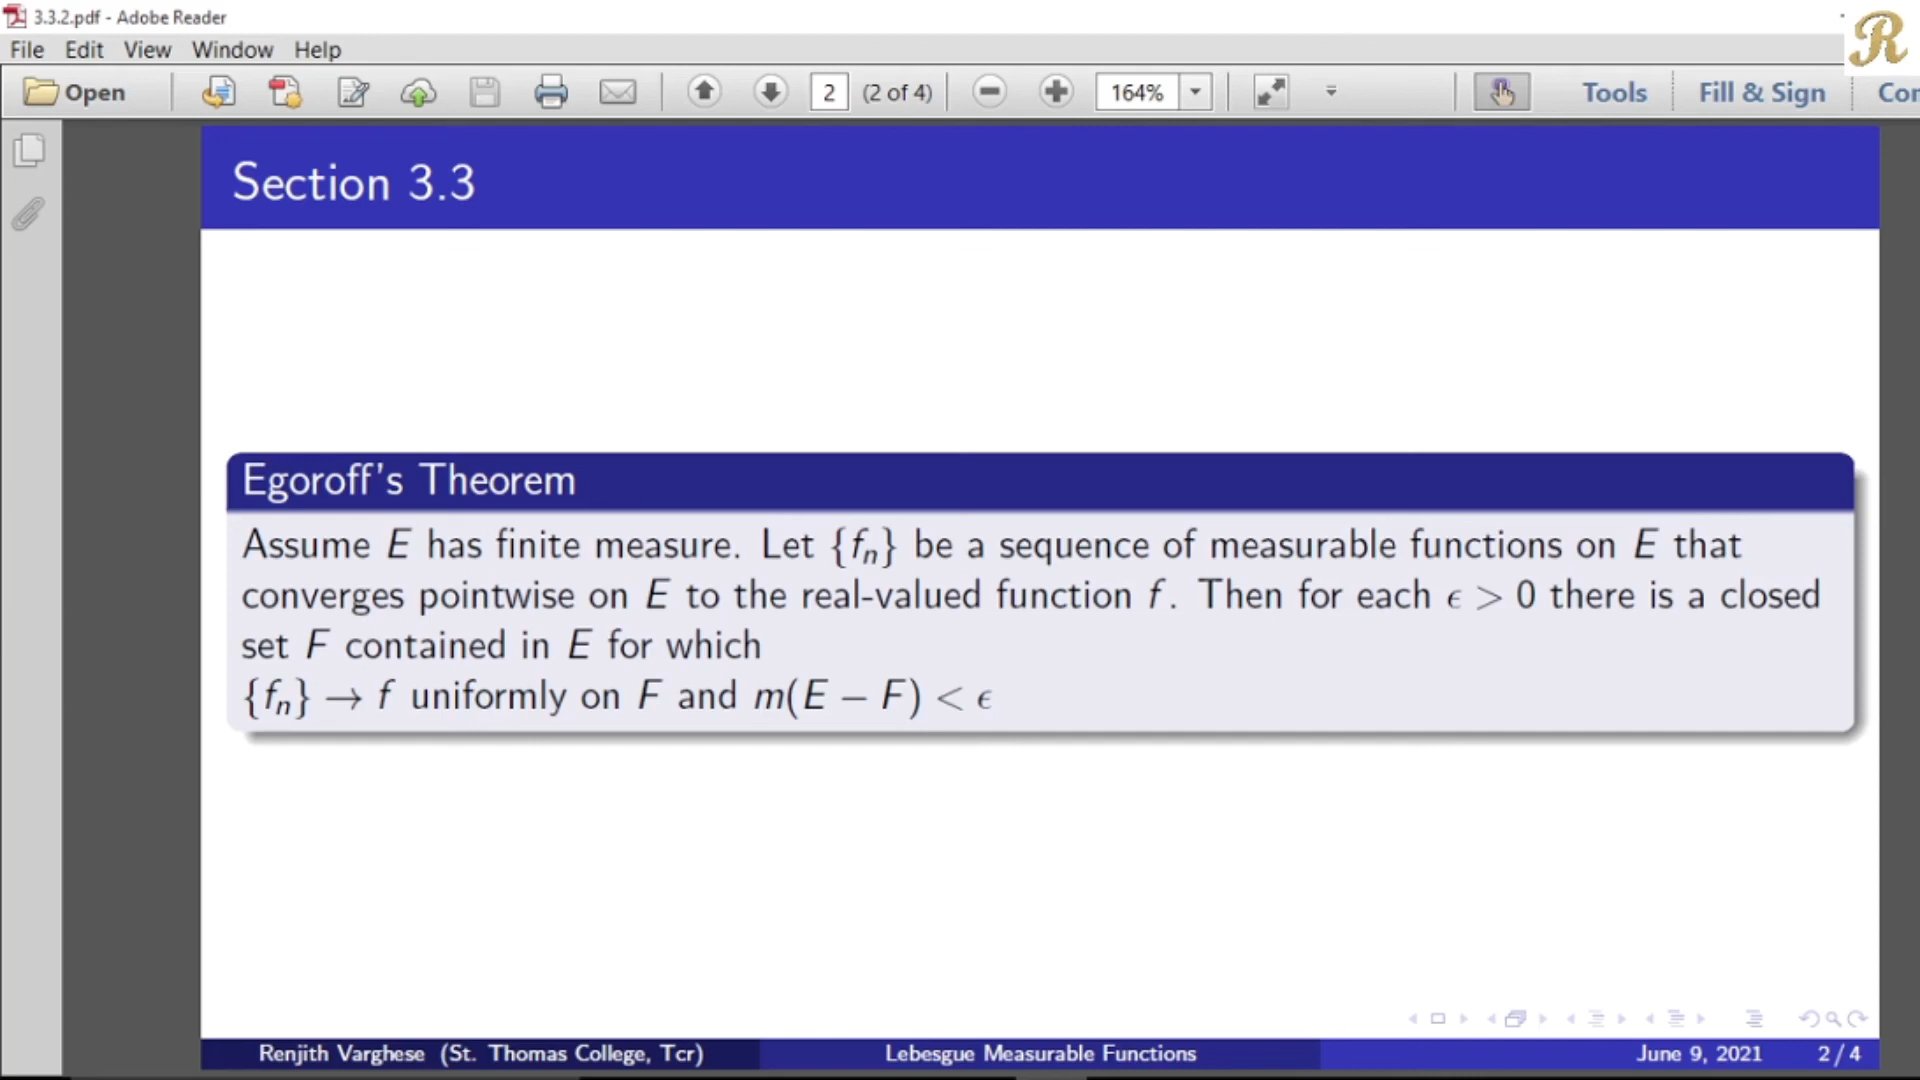 3.3.2.pdf - Adobe Reader
File Edit View Window Help
Open 2 (2 of 4) 164% Tools Fill & Sign Co
R
Section 3.3
Egoroff's Theorem
Assume E has finite measure. Let {fₙ} be a sequence of measurable functions on E that
converges pointwise on E to the real-valued function f. Then for each ϵ > 0 there is a closed
set F contained in E for which
{fₙ} → f uniformly on F and m(E − F) < ϵ
Renjith Varghese (St. Thomas College, Tcr) Lebesgue Measurable Functions June 9, 2021 2 / 4